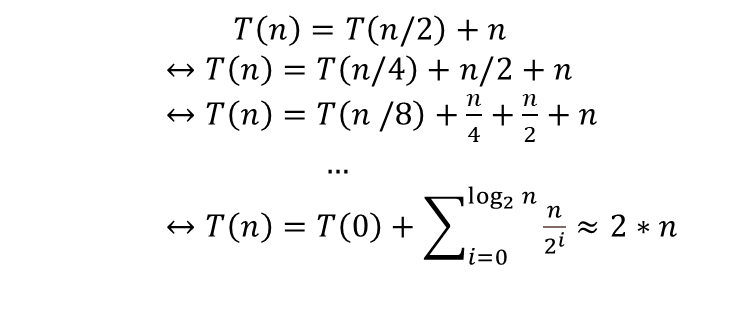 T(n) = T(n/2) + n
↔ T(n) = T(n/4) + n/2 + n
↔ T(n) = T(n /8) + n/4 + n/2 + n
...
↔ T(n) = T(0) + ∑_{i=0}^{log₂ n} n/2^i ≈ 2 * n